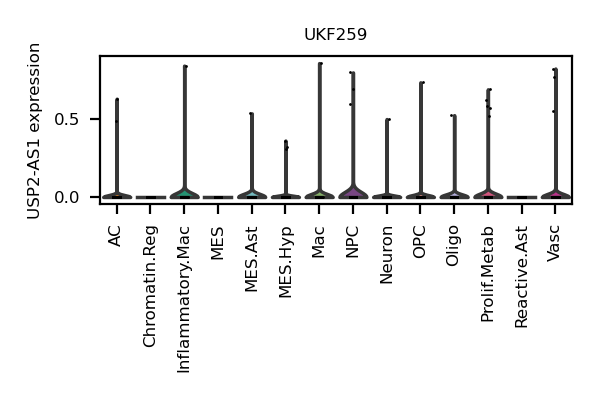 UKF259
USP2-AS1 expression
0.5
0.0
AC
Chromatin.Reg
Inflammatory.Mac
MES
MES.Ast
MES.Hyp
Mac
NPC
Neuron
OPC
Oligo
Prolif.Metab
Reactive.Ast
Vasc